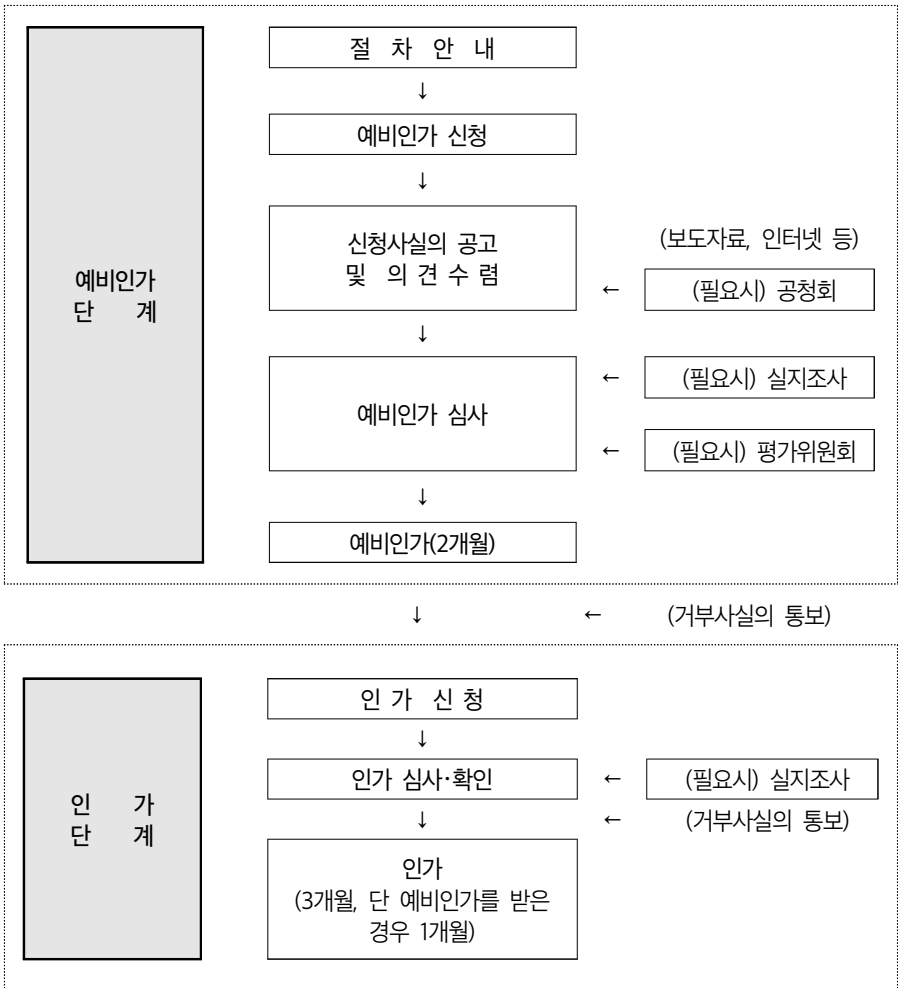 절 차 안 내
↓
예비인가 신청
↓
신청사실의 공고
및 의 견 수 렴
(보도자료, 인터넷 등)
← (필요시) 공청회
예비인가
단 계
↓
예비인가 심사
← (필요시) 실지조사
← (필요시) 평가위원회
↓
예비인가(2개월)
↓ ← (거부사실의 통보)
인 가 신 청
↓
인가 심사·확인 ← (필요시) 실지조사
인 가
단 계
↓ ← (거부사실의 통보)
인가
(3개월, 단 예비인가를 받은
경우 1개월)